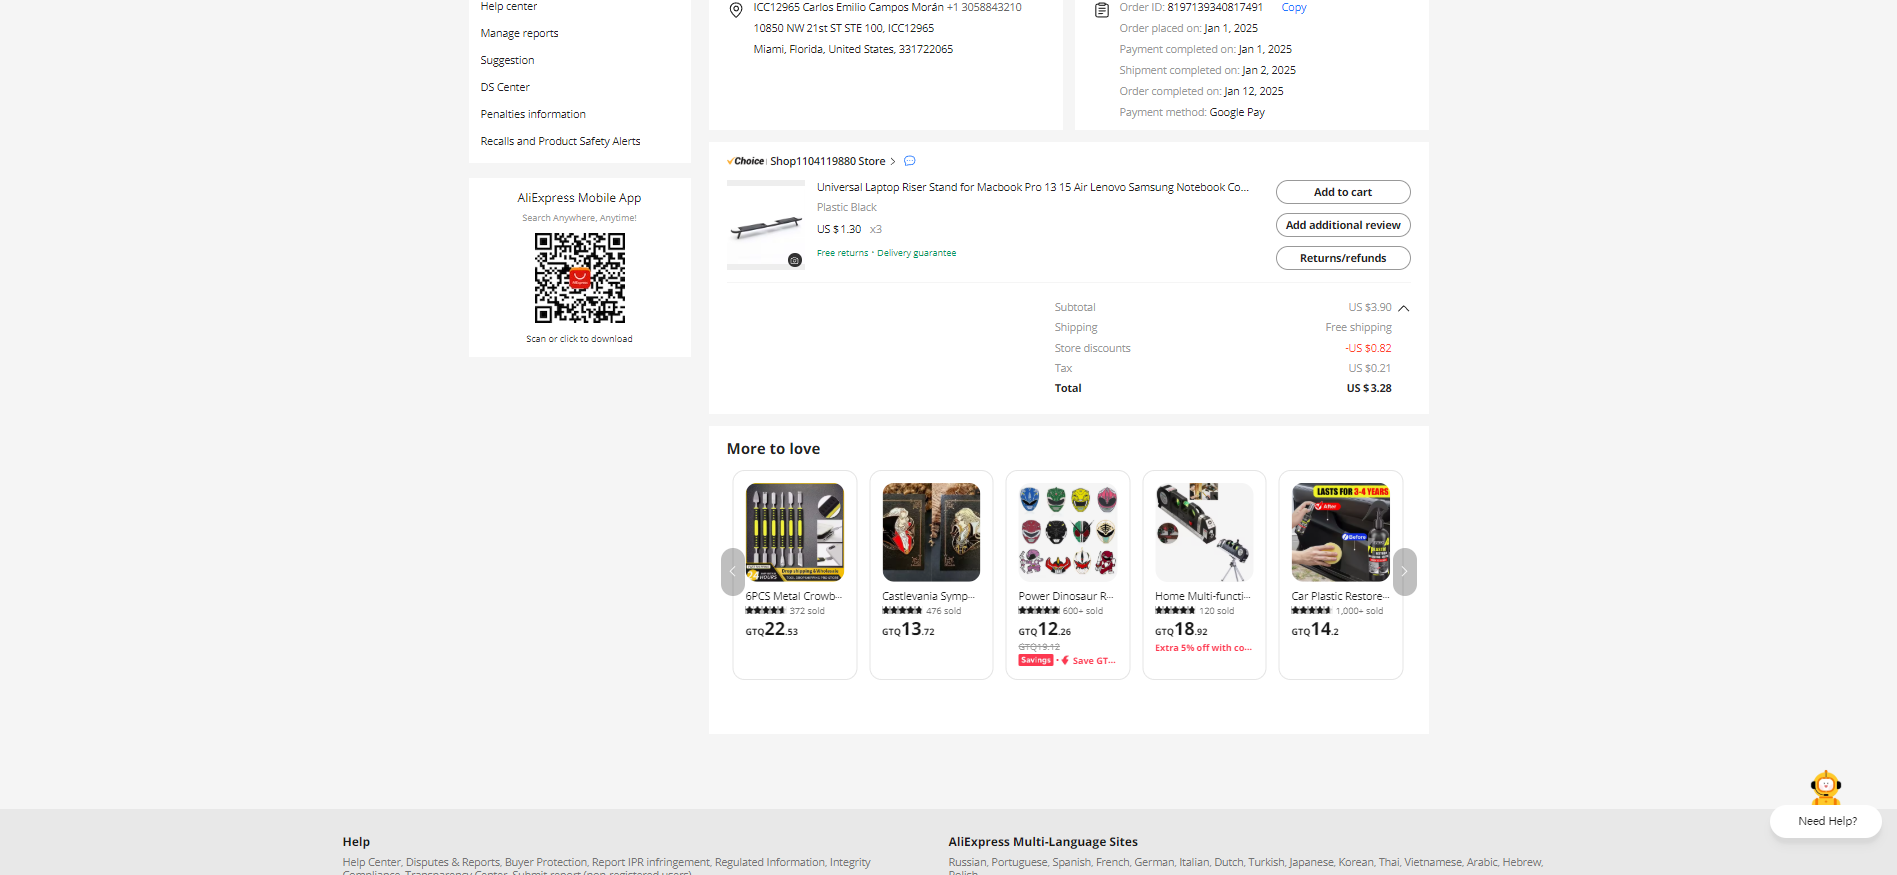 Help center
Manage reports
Suggestion
DS Center
Penalties information
Recalls and Product Safety Alerts
AliExpress Mobile App
Search Anywhere, Anytime!
Scan or click to download
ICC12965 Carlos Emilio Campos Morán +1 3058843210
10850 NW 21st ST STE 100, ICC12965
Miami, Florida, United States, 331722065
Order ID: 8197139340817491 Copy
Order placed on: Jan 1, 2025
Payment completed on: Jan 1, 2025
Shipment completed on: Jan 2, 2025
Order completed on: Jan 12, 2025
Payment method: Google Pay
Choice Shop1104119880 Store
Universal Laptop Riser Stand for Macbook Pro 13 15 Air Lenovo Samsung Notebook Co...
Plastic Black
US $1.30 x3
Free returns · Delivery guarantee
Add to cart
Add additional review
Returns/refunds
Subtotal US $3.90
Shipping Free shipping
Store discounts -US $0.82
Tax US $0.21
Total US $3.28
More to love
6PCS Metal Crowb...
372 sold
GTQ22.53
Castlevania Symp...
476 sold
GTQ13.72
Power Dinosaur R...
600+ sold
GTQ12.26
GTQ19.12
Savings · Save GT...
Home Multi-functi...
120 sold
GTQ18.92
Extra 5% off with co...
LASTS FOR 3-4 YEARS
After
Before
Car Plastic Restore...
1,000+ sold
GTQ14.2
Need Help?
Help
Help Center, Disputes & Reports, Buyer Protection, Report IPR infringement, Regulated Information, Integrity
Compliance, Transparency Center, Submit report (non-registered users)
AliExpress Multi-Language Sites
Russian, Portuguese, Spanish, French, German, Italian, Dutch, Turkish, Japanese, Korean, Thai, Vietnamese, Arabic, Hebrew,
Polish